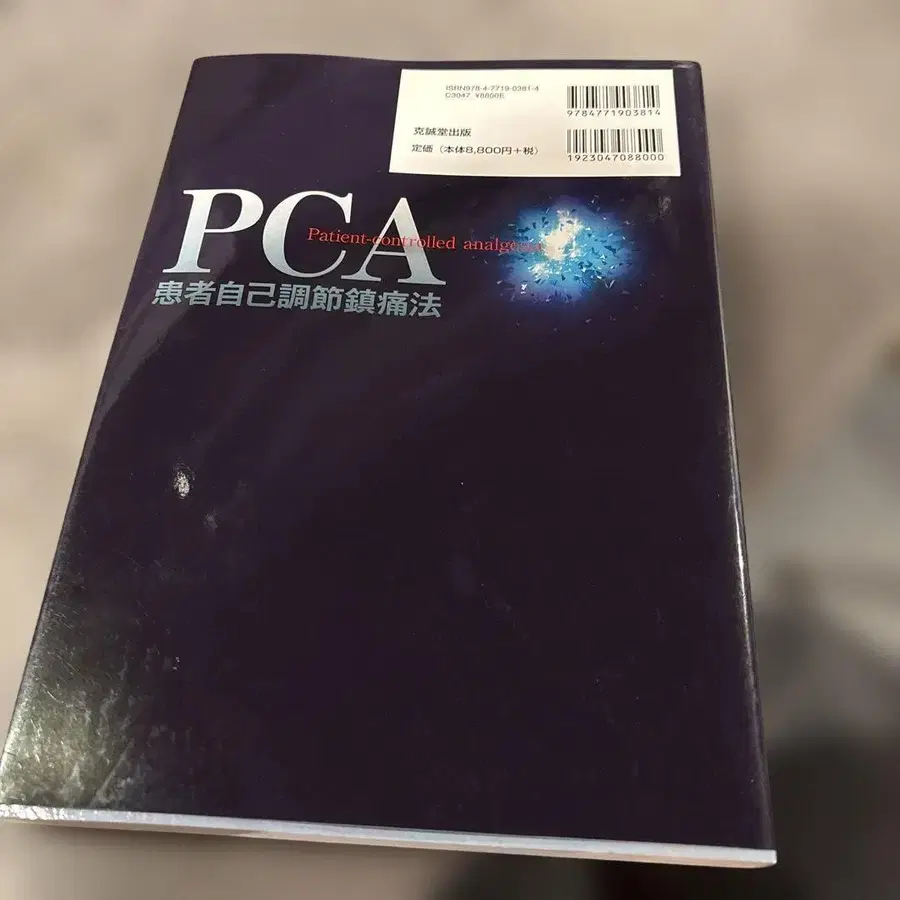 ISBN978-4-7719-0381-4
C3047 ¥8800E
9784771903814
克誠堂出版
定価（本体8,800円+税）
1923047088000
PCA
Patient-controlled
患者自己調節鎮痛法